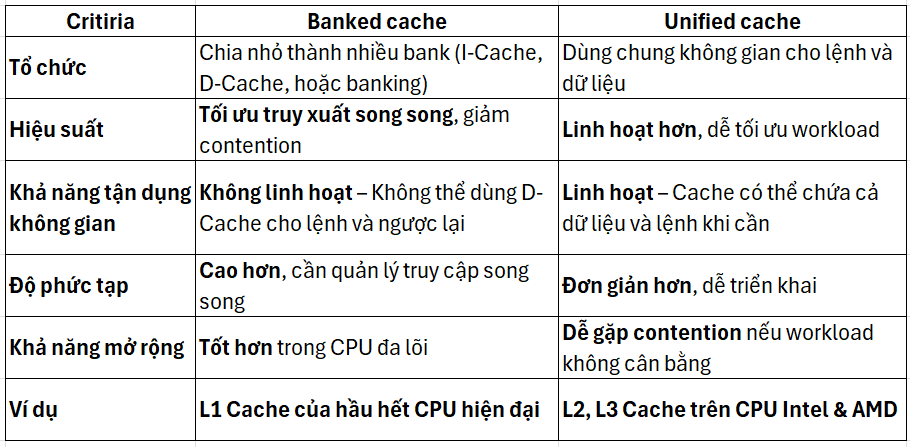 Critiria Banked cache Unified cache
Tổ chức
Chia nhỏ thành nhiều bank (I-Cache,
D-Cache, hoặc banking)
Dùng chung không gian cho lệnh và
dữ liệu
Hiệu suất
Tối ưu truy xuất song song, giảm
contention
Linh hoạt hơn, dễ tối ưu workload
Khả năng tận dụng
không gian
Không linh hoạt – Không thể dùng D-
Cache cho lệnh và ngược lại
Linh hoạt – Cache có thể chứa cả
dữ liệu và lệnh khi cần
Độ phức tạp
Cao hơn, cần quản lý truy cập song
song
Đơn giản hơn, dễ triển khai
Khả năng mở rộng
Tốt hơn trong CPU đa lõi
Dễ gặp contention nếu workload
không cân bằng
Ví dụ
L1 Cache của hầu hết CPU hiện đại
L2, L3 Cache trên CPU Intel & AMD